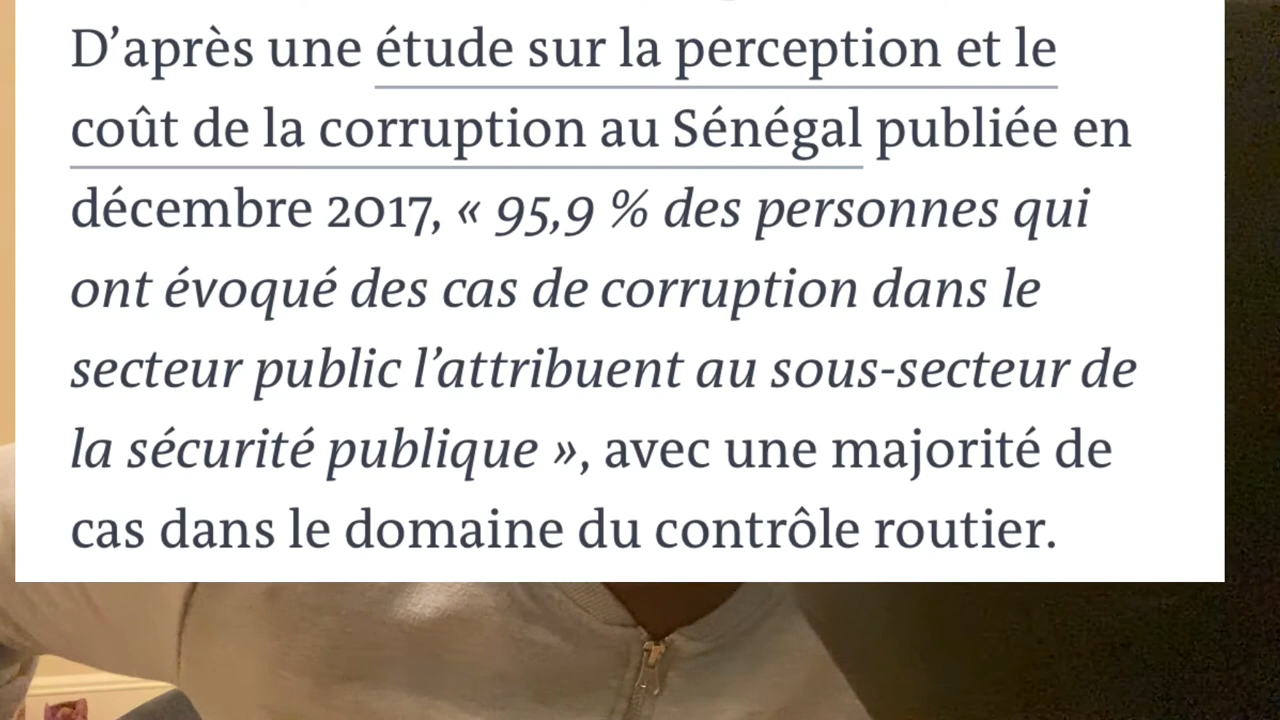 D’après une étude sur la perception et le
coût de la corruption au Sénégal publiée en
décembre 2017, « 95,9 % des personnes qui
ont évoqué des cas de corruption dans le
secteur public l’attribuent au sous-secteur de
la sécurité publique », avec une majorité de
cas dans le domaine du contrôle routier.